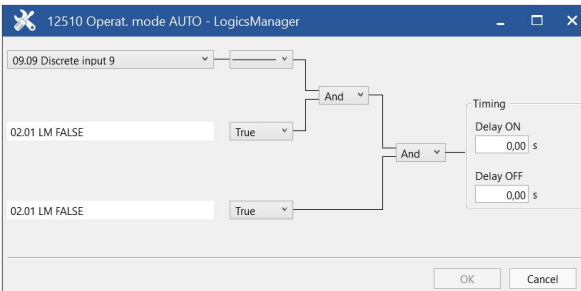 12510 Operat. mode AUTO - LogicsManager
09.09 Discrete input 9
And
Timing
02.01 LM FALSE True
Delay ON
And
0,00 s
Delay OFF
0,00 s
02.01 LM FALSE True
OK Cancel